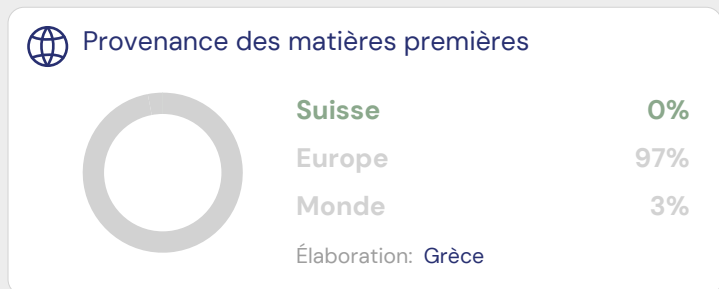 Provenance des matières premières
Suisse 0%
Europe 97%
Monde 3%
Élaboration: Grèce